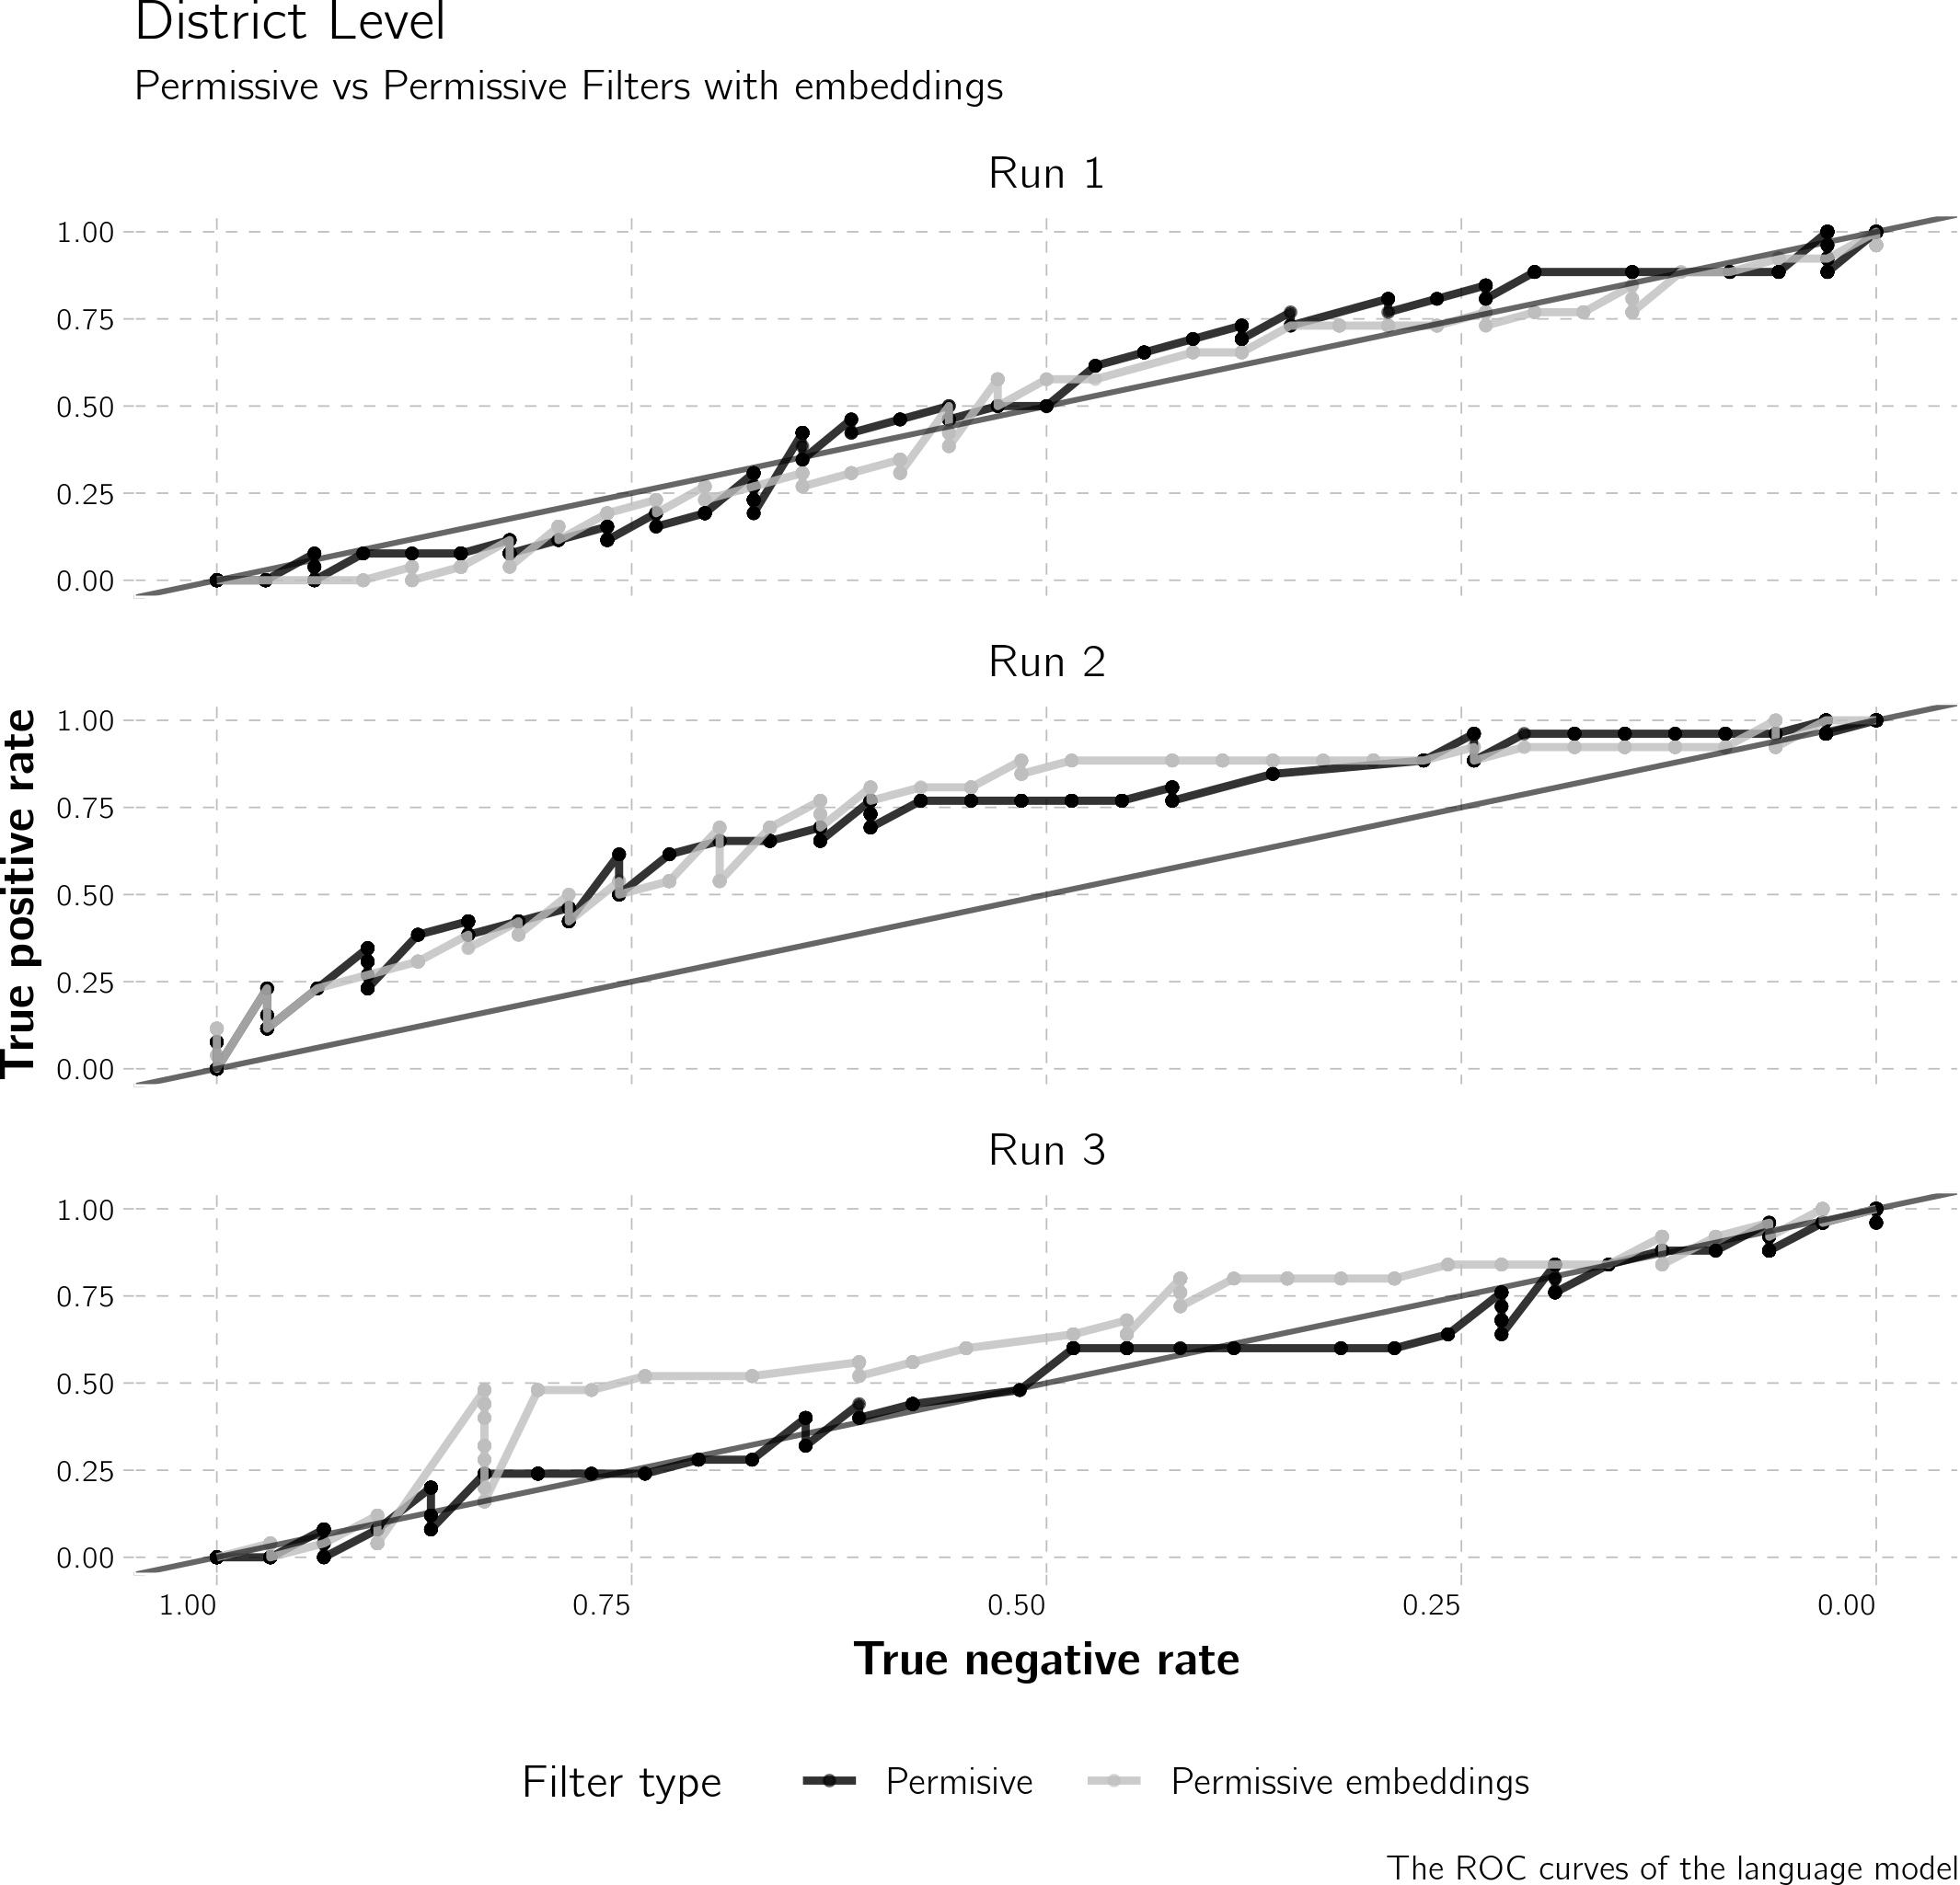 District Level
Permissive vs Permissive Filters with embeddings
Run 1
1.00
0.75
0.50
0.25
0.00
Run 2
1.00
0.75
0.50
0.25
0.00
True positive rate
Run 3
1.00
0.75
0.50
0.25
0.00
1.00 0.75 0.50 0.25 0.00
True negative rate
Filter type Permisive Permissive embeddings
The ROC curves of the language model